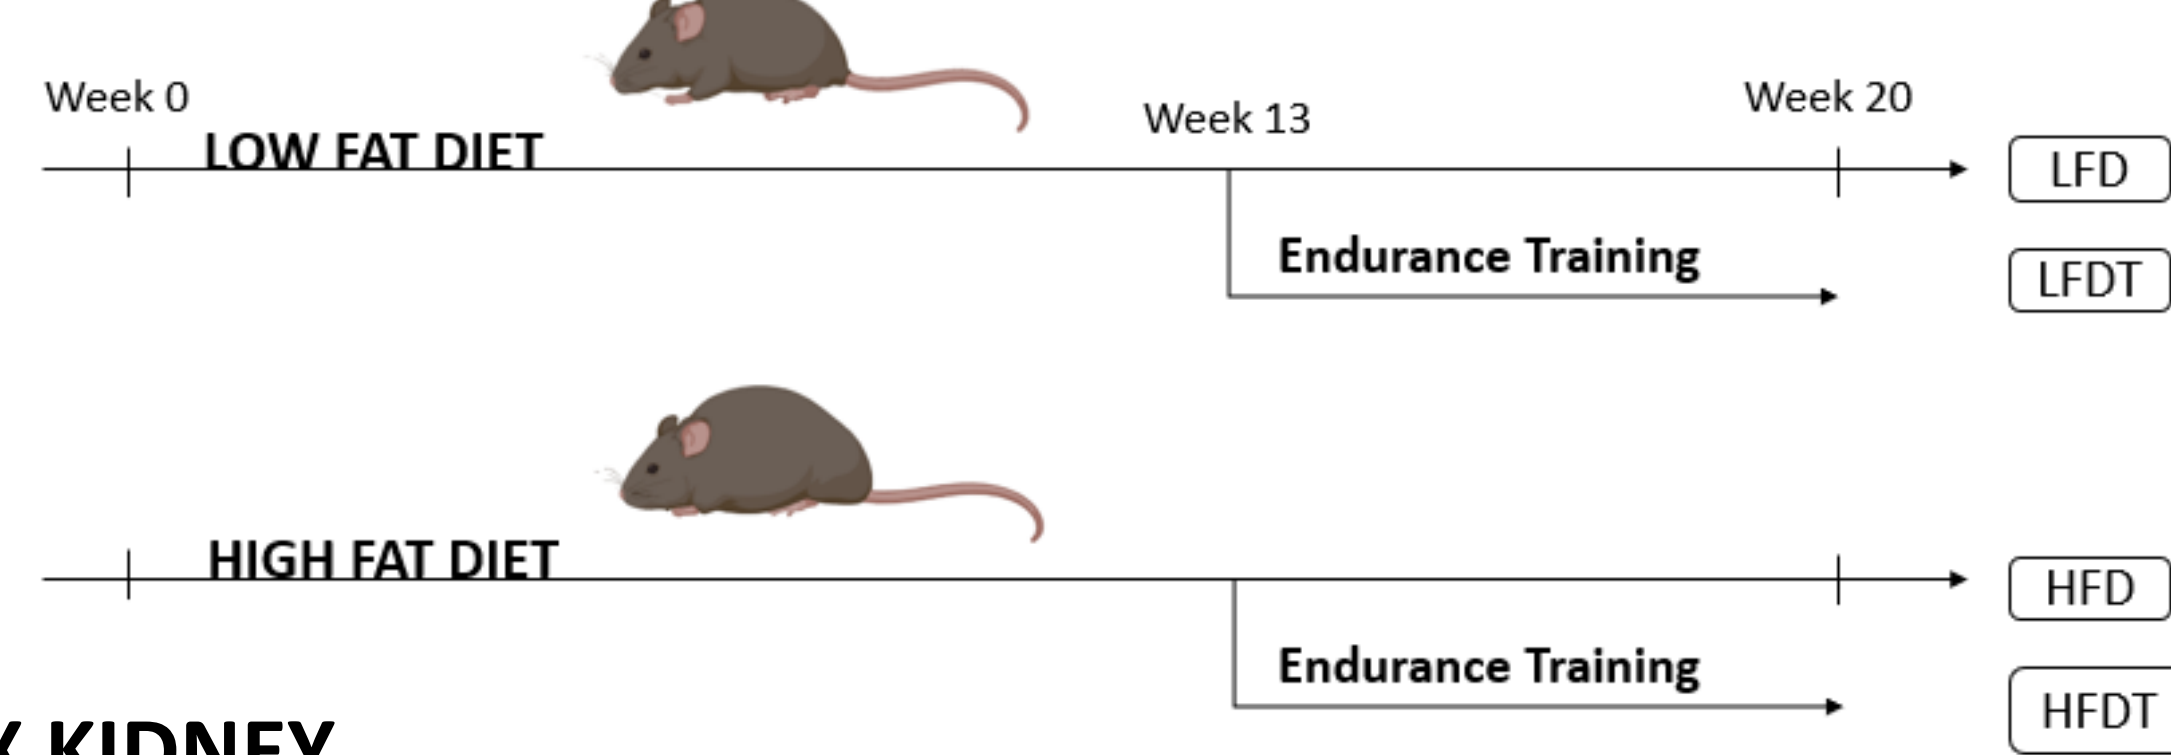 Week 0
Week 13
Week 20
LOW FAT DIET
LFD
Endurance Training
LFDT
HIGH FAT DIET
HFD
Endurance Training
HFDT
KIDNEY